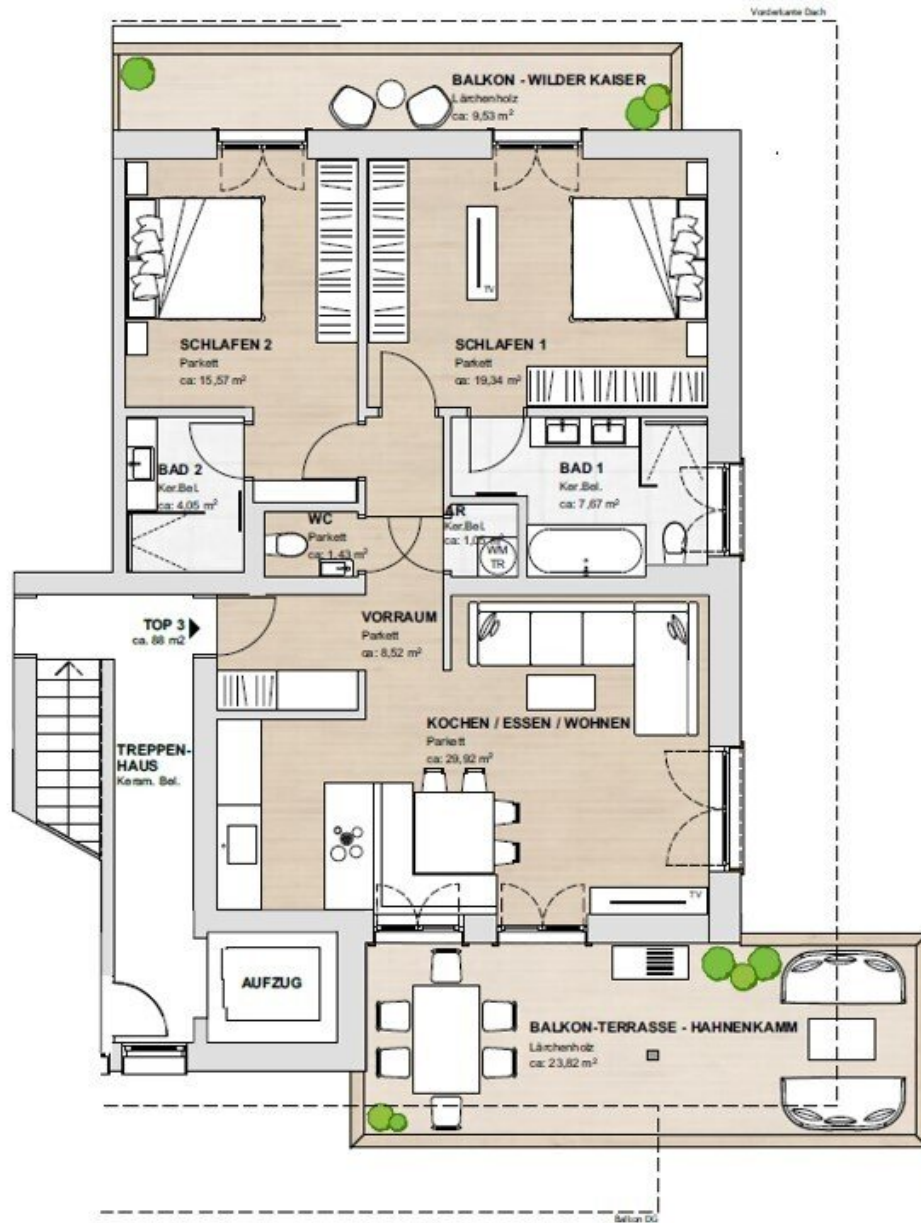 Vorderkante Dach
BALKON - WILDER KAISER
Lärchenholz
ca: 9,53 m²
TV
SCHLAFEN 2
Parkett
ca: 15,57 m²
SCHLAFEN 1
Parkett
ca: 19,34 m²
BAD 2
Ker.Bel.
ca: 4,05 m²
BAD 1
Ker.Bel.
ca: 7,67 m²
WC
Parkett
ca: 1,43 m²
AR
Ker.Bel.
ca: 1,05 m²
WM
TR
TOP 3
ca. 88 m2
VORRAUM
Parkett
ca: 8,52 m²
KOCHEN / ESSEN / WOHNEN
Parkett
ca: 29,92 m²
TREPPEN-
HAUS
Keram. Bel.
TV
AUFZUG
BALKON-TERRASSE - HAHNENKAMM
Lärchenholz
ca: 23,82 m²
Balkon DG